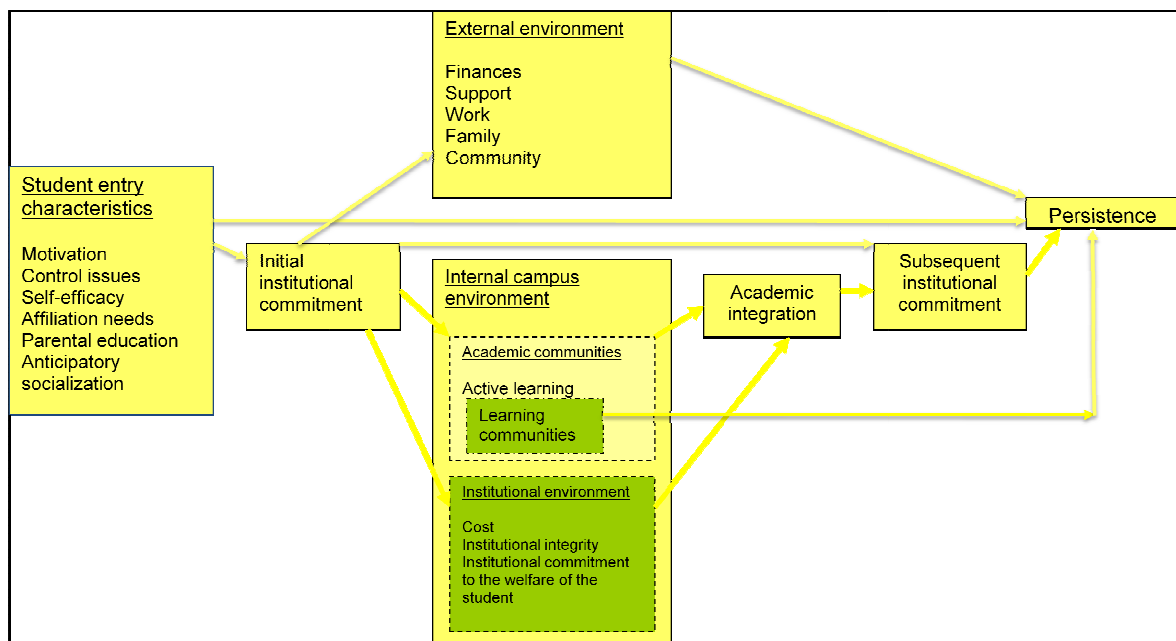 External environment
Finances
Support
Work
Family
Community
Student entry
characteristics
Motivation
Control issues
Self-efficacy
Affiliation needs
Parental education
Anticipatory
socialization
Initial
institutional
commitment
Internal campus
environment
Academic communities
Active learning
Learning
communities
Institutional environment
Cost
Institutional integrity
Institutional commitment
to the welfare of the
student
Academic
integration
Subsequent
institutional
commitment
Persistence